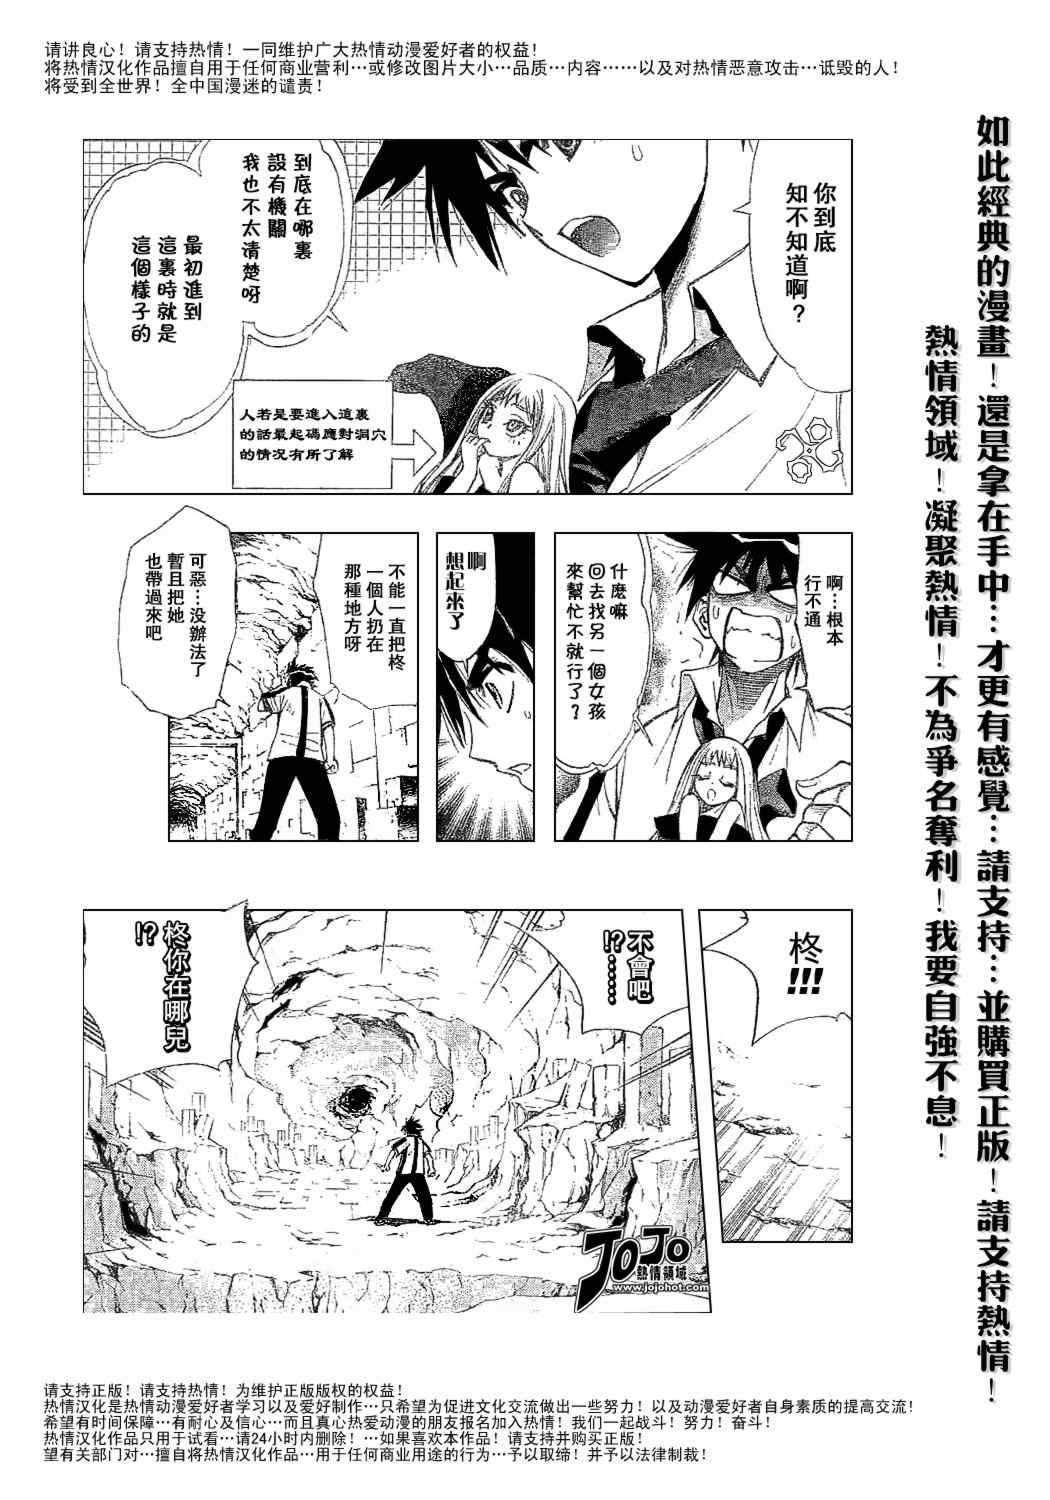 请讲良心！请支持热情！一同维护广大热情动漫爱好者的权益！
将热情汉化作品擅自用于任何商业营利…或修改图片大小…品质…内容……以及对热情恶意攻击…诋毁的人！
将受到全世界！全中国漫迷的谴责！
如此經典的漫畫！還是拿在手中…才更有感覺…請支持…並購買正版！請支持熱情！
熱情領域！凝聚熱情！不為爭名奪利！我要自強不息！
你到底
知不知道啊？
到底在哪裏
設有機關
我也不太清楚呀
最初進到
這裏時就是
這個樣子的
人若是要進入這裏
的話最起碼應對洞穴
的情况有所了解
啊…根本
行不通
什麼嘛
回去找另一個女孩
來幫忙不就行了？
啊
想起來了
不能一直把柊
一個人扔在
那種地方呀
可惡…没辦法了
暫且把她
也帶過來吧
柊!!!
不會吧
!?……
柊你在哪兒
!?
JOJO
熱情領域
www.jojohot.com
请支持正版！请支持热情！为维护正版版权的权益！
热情汉化是热情动漫爱好者学习以及爱好制作…只希望为促进文化交流做出一些努力！以及动漫爱好者自身素质的提高交流！
希望有时间保障…有耐心及信心…而且真心热爱动漫的朋友报名加入热情！我们一起战斗！努力！奋斗！
热情汉化作品只用于试看…请24小时内删除！…如果喜欢本作品！请支持并购买正版！
望有关部门对…擅自将热情汉化作品…用于任何商业用途的行为…予以取缔！并予以法律制裁！